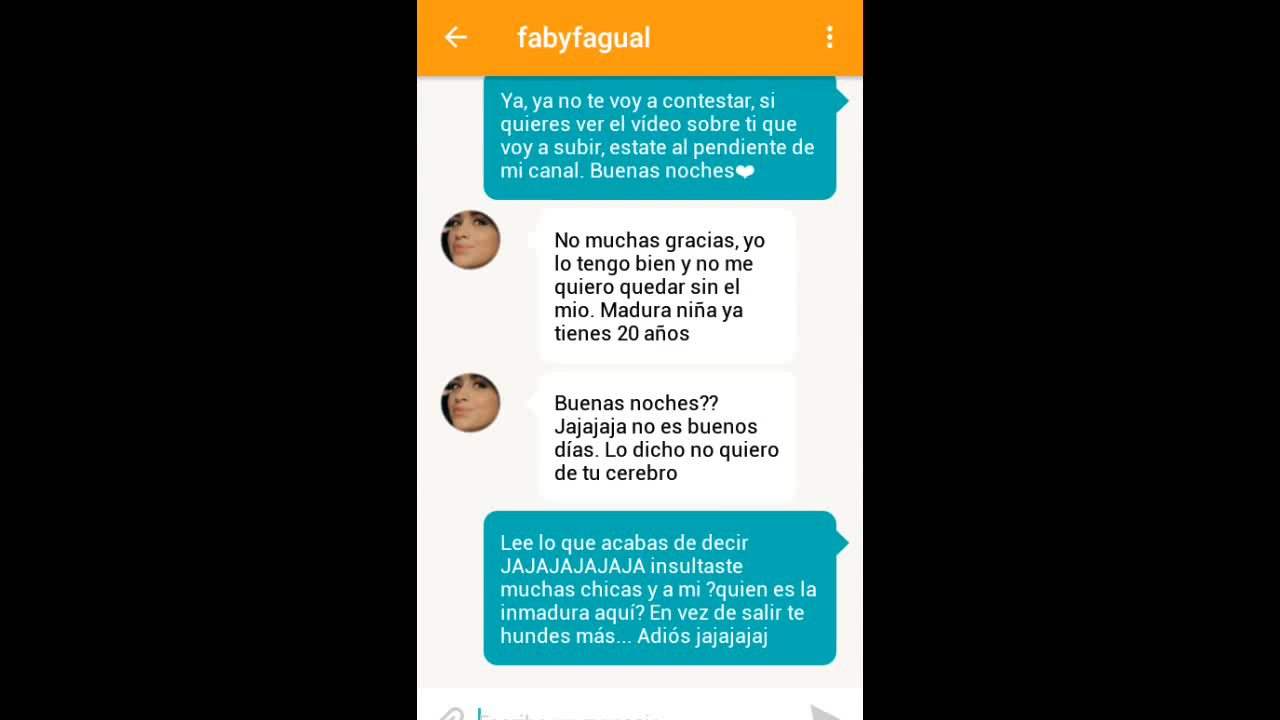 fabyfagual
Ya, ya no te voy a contestar, si
quieres ver el vídeo sobre ti que
voy a subir, estate al pendiente de
mi canal. Buenas noches❤
No muchas gracias, yo
lo tengo bien y no me
quiero quedar sin el
mio. Madura niña ya
tienes 20 años
Buenas noches??
Jajajaja no es buenos
días. Lo dicho no quiero
de tu cerebro
Lee lo que acabas de decir
JAJAJAJAJAJA insultaste
muchas chicas y a mi ?quien es la
inmadura aquí? En vez de salir te
hundes más... Adiós jajajajaj